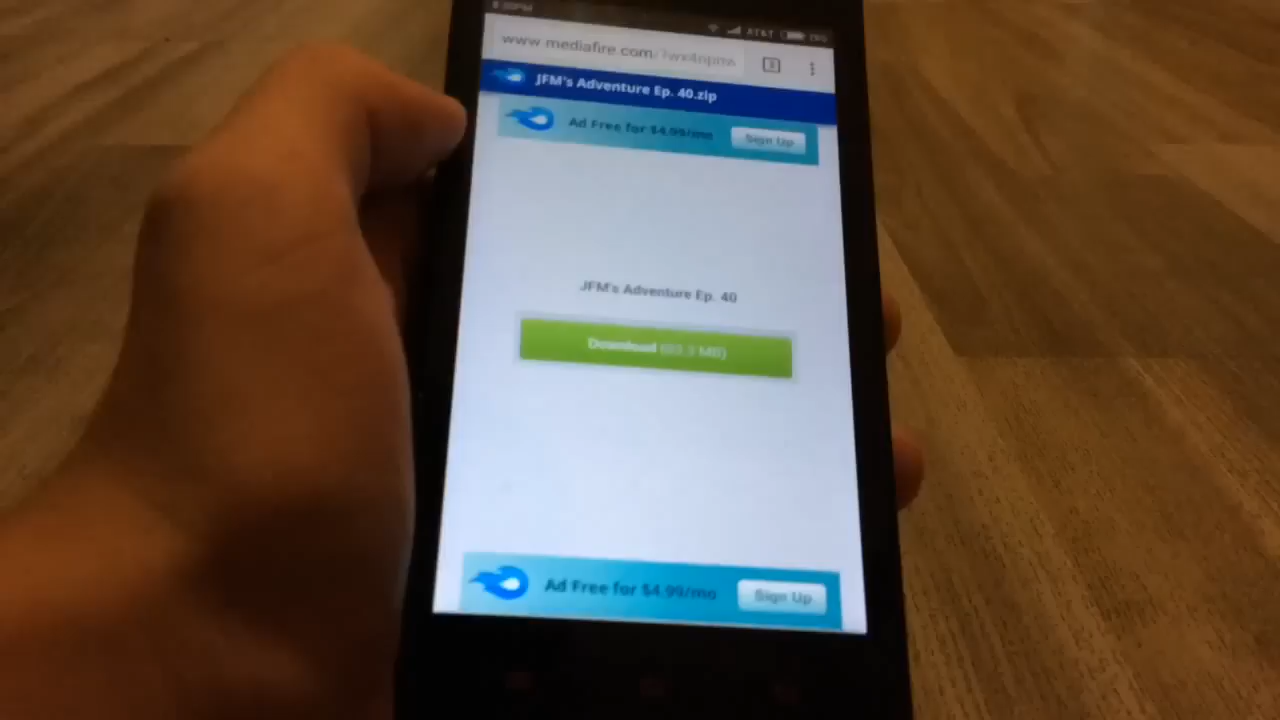 AT&T
www.mediafire.com/?
JFM's Adventure Ep. 40.zip
Ad Free for $4.99/mo
Sign Up
JFM's Adventure Ep. 40
Download
Ad Free for $4.99/mo
Sign Up